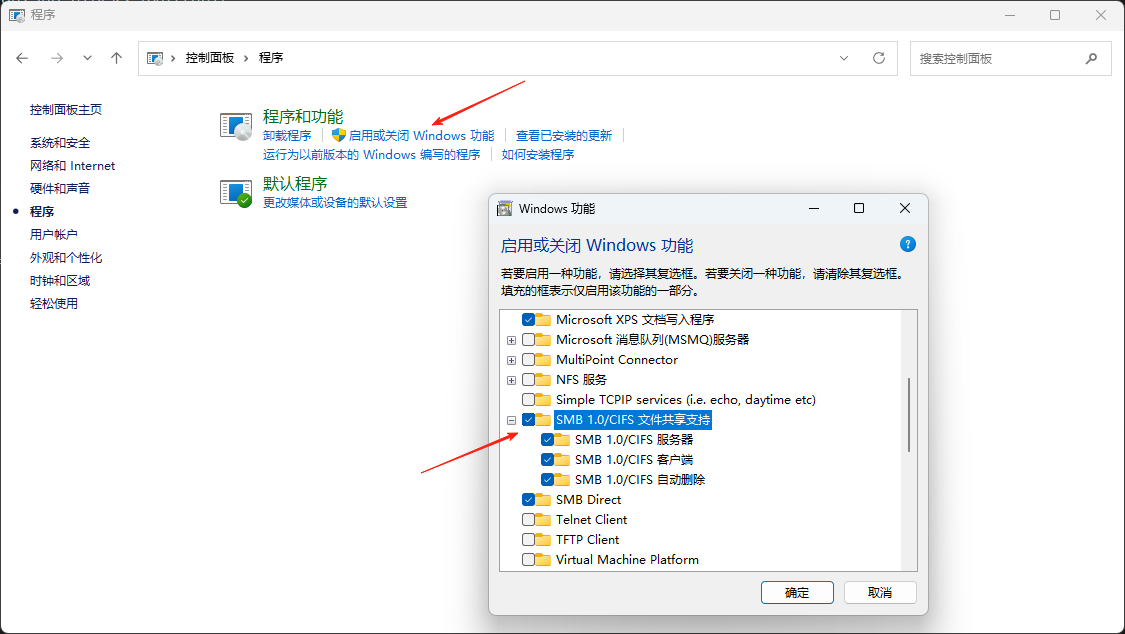 程序
控制面板 程序
搜索控制面板
控制面板主页
系统和安全
网络和 Internet
硬件和声音
程序
用户帐户
外观和个性化
时钟和区域
轻松使用
程序和功能
卸载程序 启用或关闭 Windows 功能 查看已安装的更新
运行为以前版本的 Windows 编写的程序 如何安装程序
默认程序
更改媒体或设备的默认设置
Windows 功能
启用或关闭 Windows 功能
若要启用一种功能，请选择其复选框。若要关闭一种功能，请清除其复选框。
填充的框表示仅启用该功能的一部分。
Microsoft XPS 文档写入程序
Microsoft 消息队列(MSMQ)服务器
MultiPoint Connector
NFS 服务
Simple TCPIP services (i.e. echo, daytime etc)
SMB 1.0/CIFS 文件共享支持
SMB 1.0/CIFS 服务器
SMB 1.0/CIFS 客户端
SMB 1.0/CIFS 自动删除
SMB Direct
Telnet Client
TFTP Client
Virtual Machine Platform
确定 取消